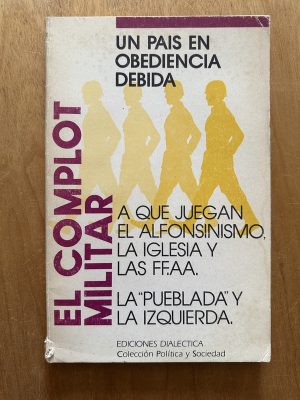 UN PAIS EN
OBEDIENCIA
DEBIDA
EL COMPLOT
MILITAR
A QUE JUEGAN
EL ALFONSINISMO,
LA IGLESIA Y
LAS FF.AA.
LA "PUEBLADA" Y
LA IZQUIERDA.
EDICIONES DIALECTICA
Colección Política y Sociedad